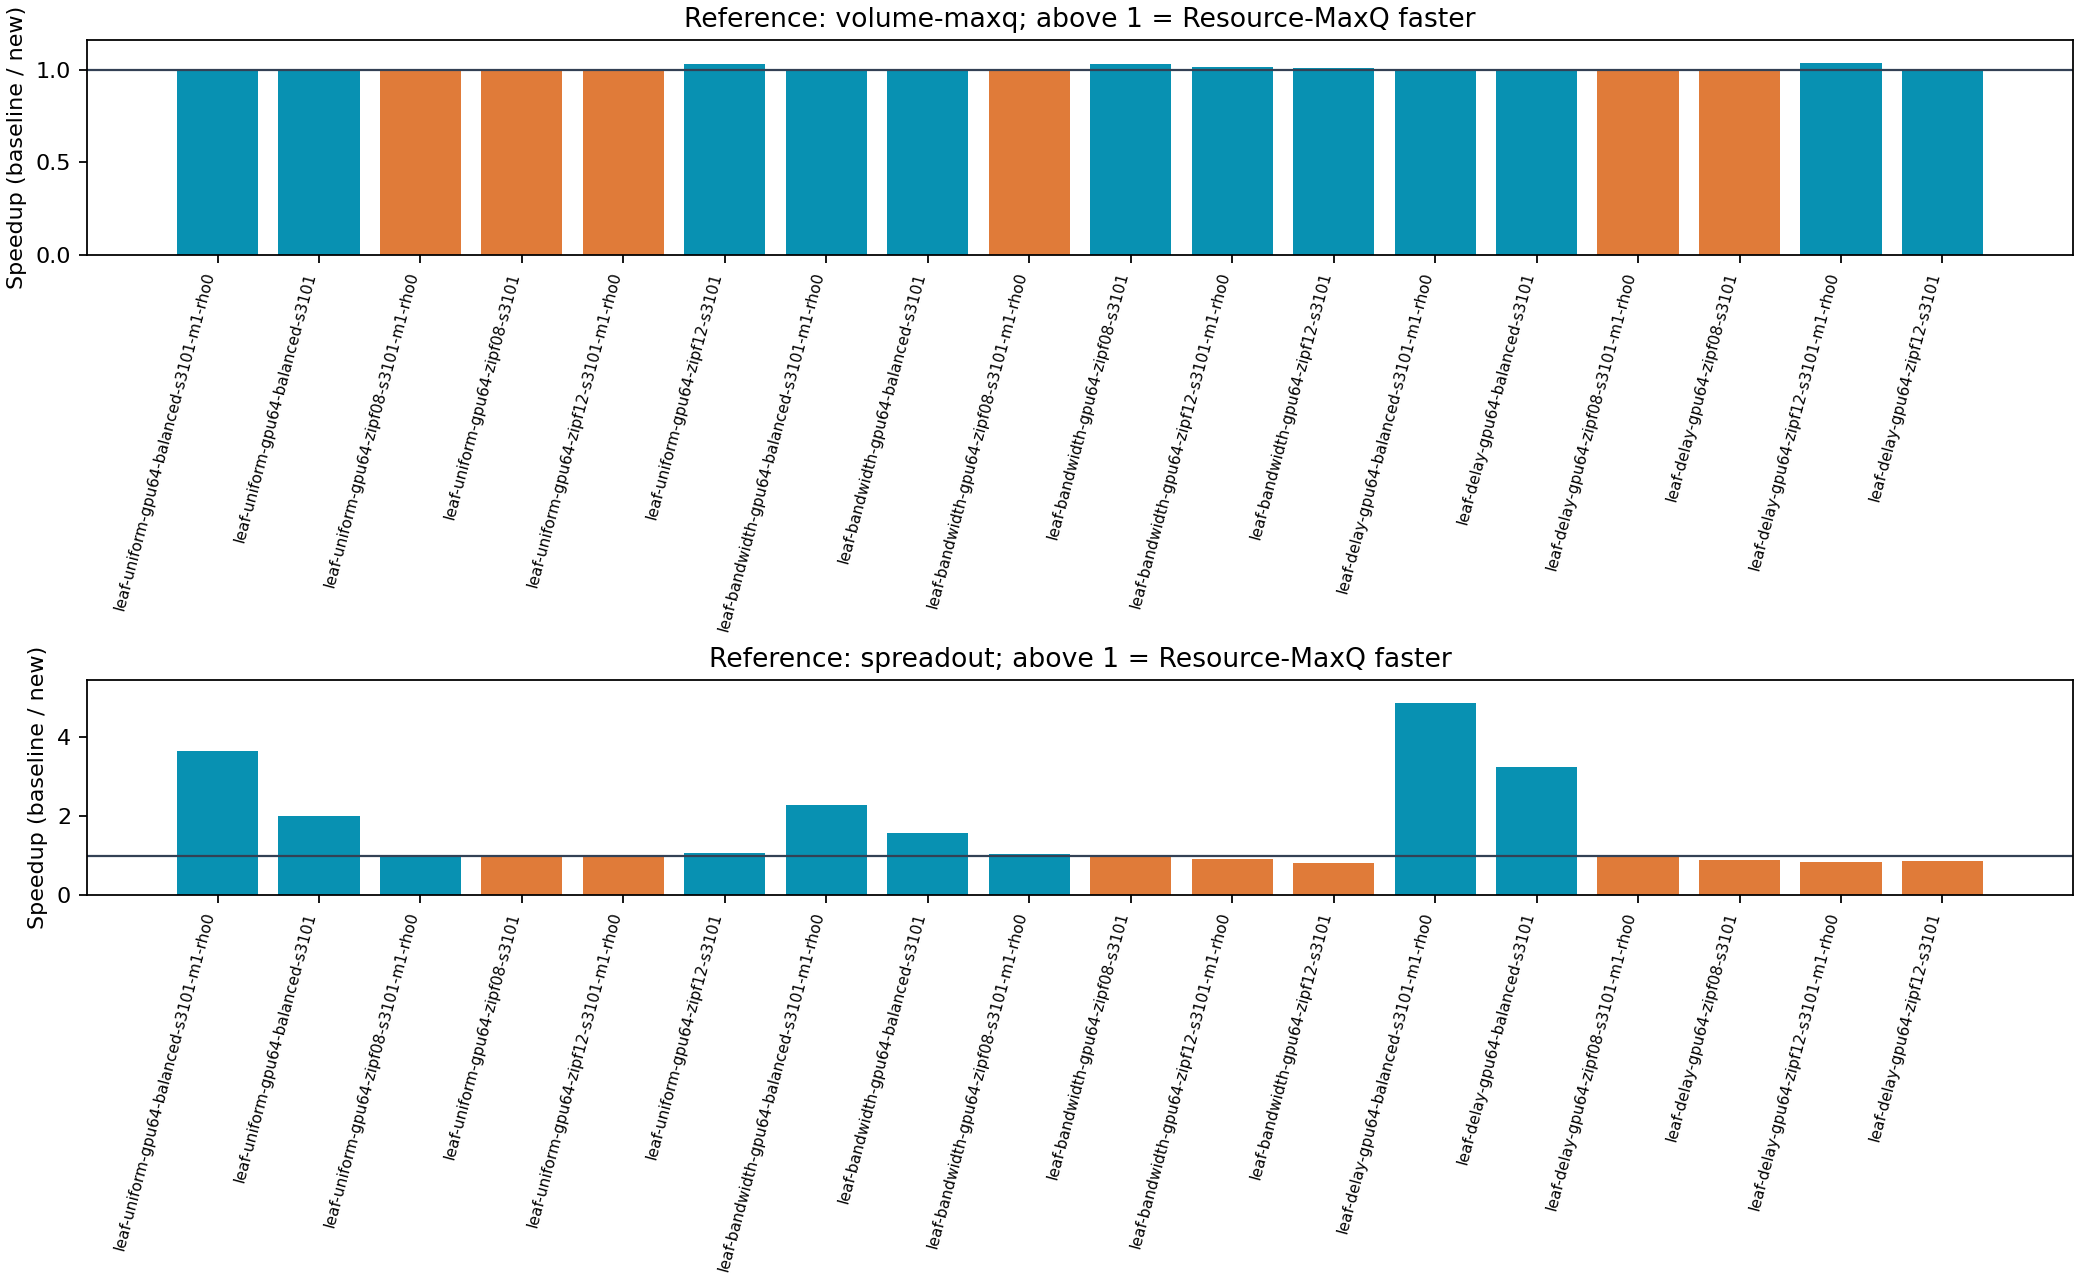 Reference: volume-maxq; above 1 = Resource-MaxQ faster
Speedup (baseline / new)
1.0
0.5
0.0
leaf-uniform-gpu64-balanced-s3101-m1-rho0
leaf-uniform-gpu64-balanced-s3101
leaf-uniform-gpu64-zipf08-s3101-m1-rho0
leaf-uniform-gpu64-zipf08-s3101
leaf-uniform-gpu64-zipf12-s3101-m1-rho0
leaf-uniform-gpu64-zipf12-s3101
leaf-bandwidth-gpu64-balanced-s3101-m1-rho0
leaf-bandwidth-gpu64-balanced-s3101
leaf-bandwidth-gpu64-zipf08-s3101-m1-rho0
leaf-bandwidth-gpu64-zipf08-s3101
leaf-bandwidth-gpu64-zipf12-s3101-m1-rho0
leaf-bandwidth-gpu64-zipf12-s3101
leaf-delay-gpu64-balanced-s3101-m1-rho0
leaf-delay-gpu64-balanced-s3101
leaf-delay-gpu64-zipf08-s3101-m1-rho0
leaf-delay-gpu64-zipf08-s3101
leaf-delay-gpu64-zipf12-s3101-m1-rho0
leaf-delay-gpu64-zipf12-s3101
Reference: spreadout; above 1 = Resource-MaxQ faster
Speedup (baseline / new)
4
2
0
leaf-uniform-gpu64-balanced-s3101-m1-rho0
leaf-uniform-gpu64-balanced-s3101
leaf-uniform-gpu64-zipf08-s3101-m1-rho0
leaf-uniform-gpu64-zipf08-s3101
leaf-uniform-gpu64-zipf12-s3101-m1-rho0
leaf-uniform-gpu64-zipf12-s3101
leaf-bandwidth-gpu64-balanced-s3101-m1-rho0
leaf-bandwidth-gpu64-balanced-s3101
leaf-bandwidth-gpu64-zipf08-s3101-m1-rho0
leaf-bandwidth-gpu64-zipf08-s3101
leaf-bandwidth-gpu64-zipf12-s3101-m1-rho0
leaf-bandwidth-gpu64-zipf12-s3101
leaf-delay-gpu64-balanced-s3101-m1-rho0
leaf-delay-gpu64-balanced-s3101
leaf-delay-gpu64-zipf08-s3101-m1-rho0
leaf-delay-gpu64-zipf08-s3101
leaf-delay-gpu64-zipf12-s3101-m1-rho0
leaf-delay-gpu64-zipf12-s3101